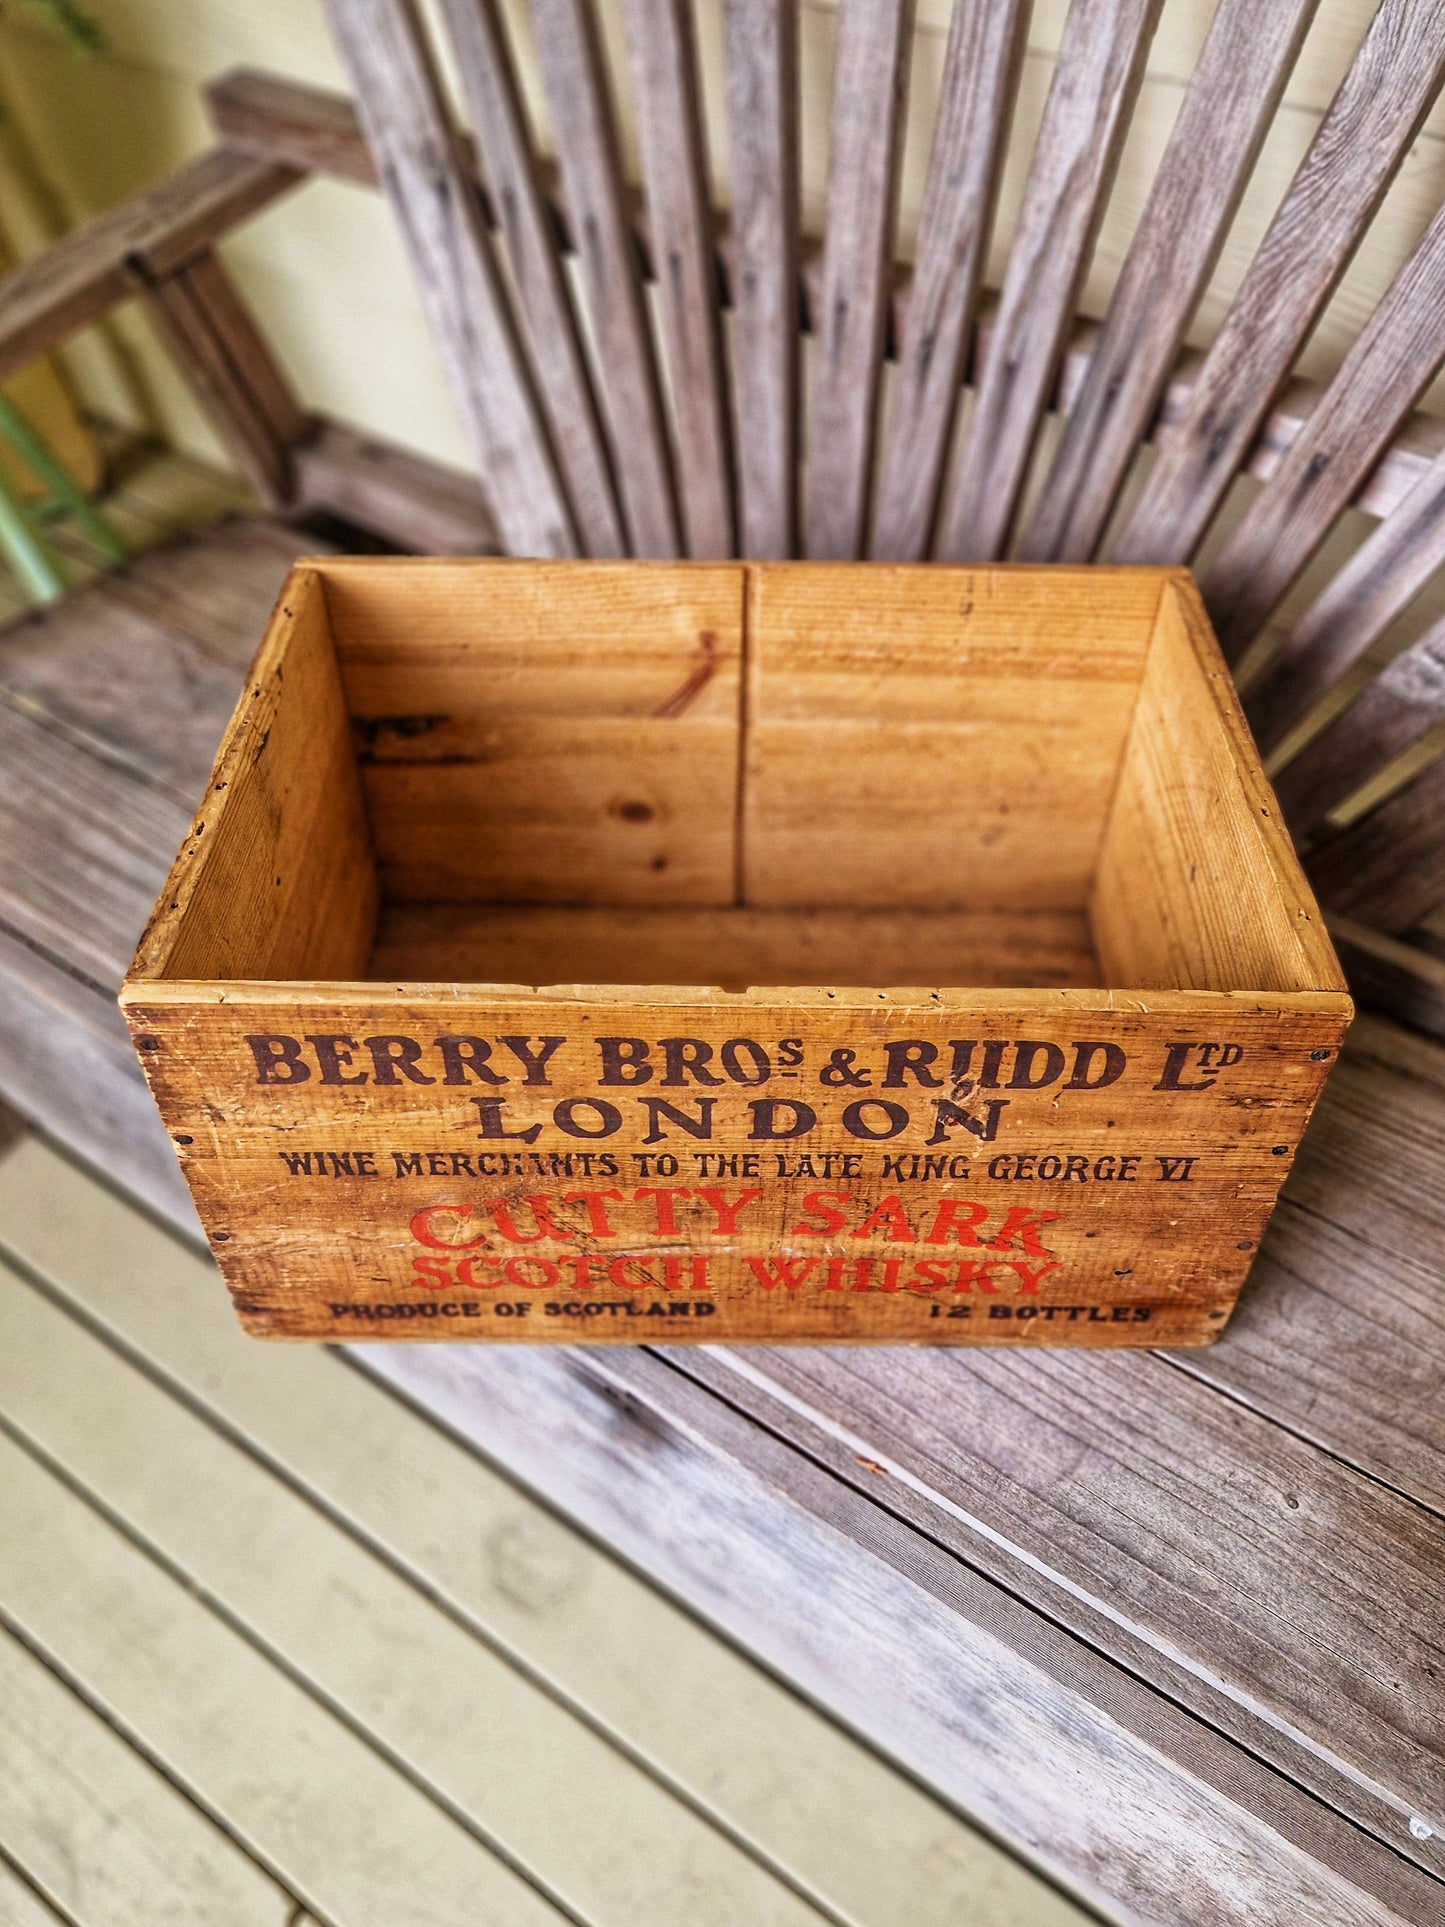 BERRY BROS & RUDD LTD
LONDON
WINE MERCHANTS TO THE LATE KING GEORGE VI
CUTTY SARK
SCOTCH WHISKY
PRODUCE OF SCOTLAND 12 BOTTLES